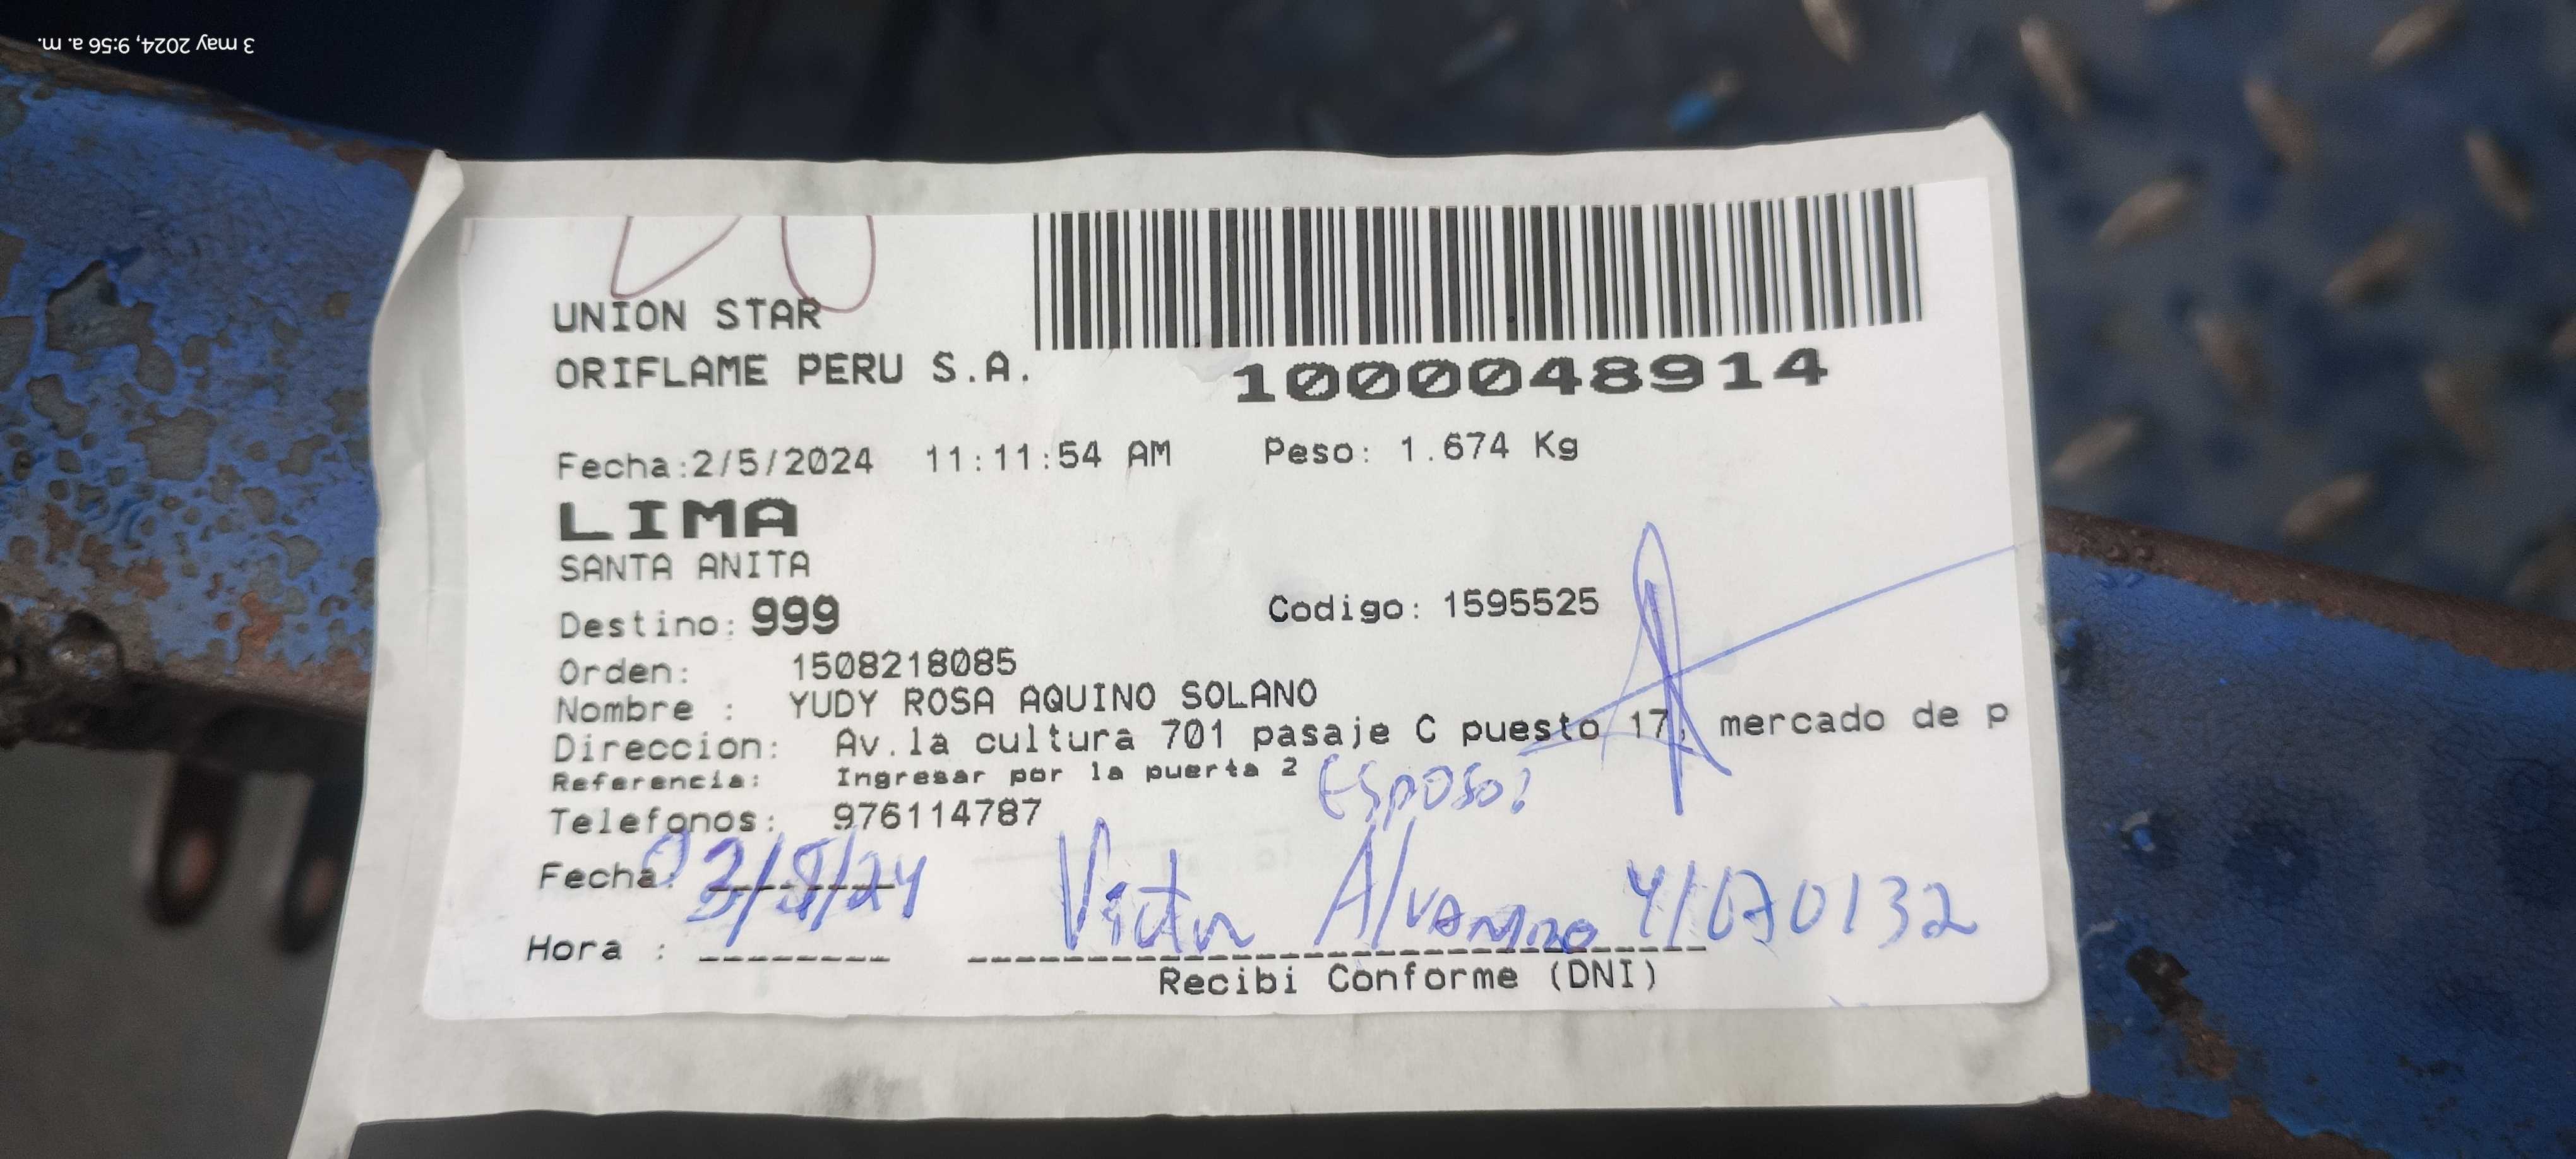 3 may 2024, 9:56 a. m.
UNION STAR
ORIFLAME PERU S.A.
1000048914
Fecha:2/5/2024 11:11:54 AM Peso: 1.674 Kg
LIMA
SANTA ANITA
Destino: 999 Codigo: 1595525
Orden: 1508218085
Nombre : YUDY ROSA AQUINO SOLANO
Direccion: Av.la cultura 701 pasaje C puesto 17, mercado de p
Referencia: Ingresar por la puerta 2
Esposo:
Telefonos: 976114787
Fecha: 03/5/24 Victor
Hora :
Recibi Conforme (DNI)